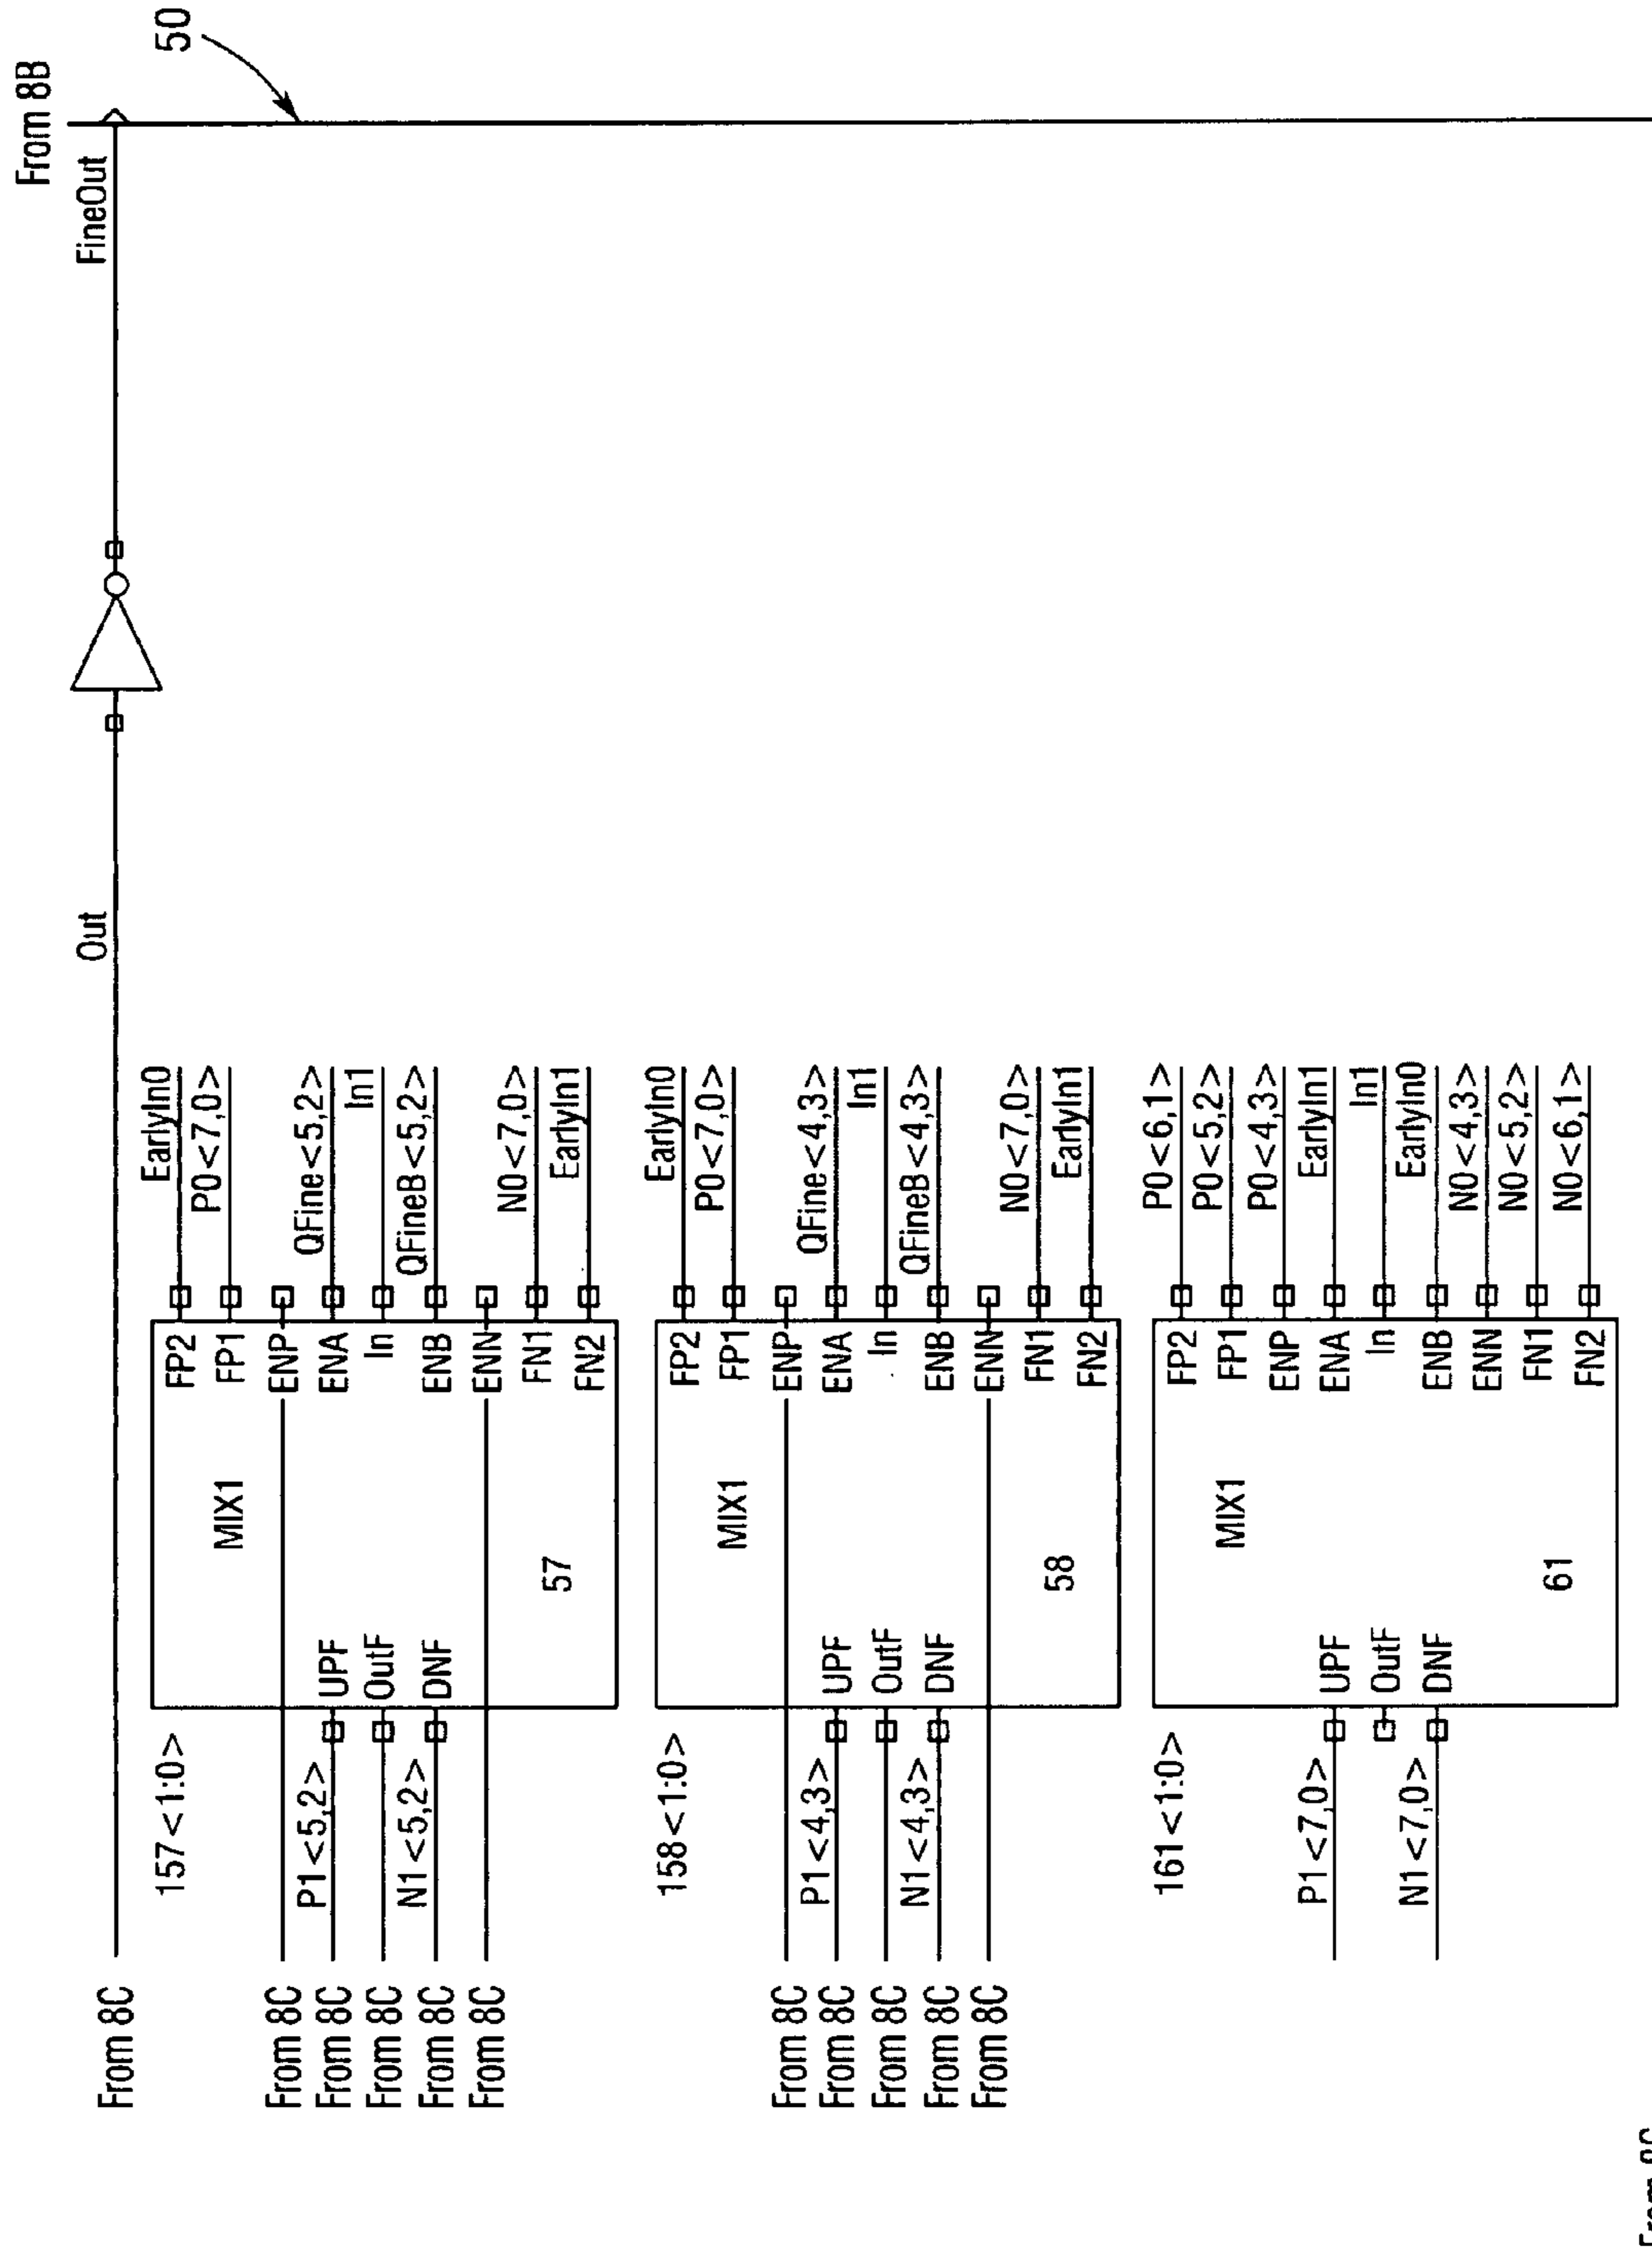 From 8B
50
From 8C
Out
FineOut
157<1:0>
MIX1
57
From 8C
From 8C
From 8C
From 8C
From 8C
P1<5,2>
N1<5,2>
UPF
OutF
DNF
FP2
FP1
ENP
ENA
In
ENB
ENN
FN1
FN2
EarlyIn0
P0<7,0>
QFine<5,2>
In1
QFineB<5,2>
N0<7,0>
EarlyIn1
158<1:0>
MIX1
58
From 8C
From 8C
From 8C
From 8C
From 8C
P1<4,3>
N1<4,3>
UPF
OutF
DNF
FP2
FP1
ENP
ENA
In
ENB
ENN
FN1
FN2
EarlyIn0
P0<7,0>
QFine<4,3>
In1
QFineB<4,3>
N0<7,0>
EarlyIn1
161<1:0>
MIX1
61
P1<7,0>
N1<7,0>
UPF
OutF
DNF
FP2
FP1
ENP
ENA
In
ENB
ENN
FN1
FN2
P0<6,1>
P0<5,2>
P0<4,3>
EarlyIn1
In1
EarlyIn0
N0<4,3>
N0<5,2>
N0<6,1>
From 8C